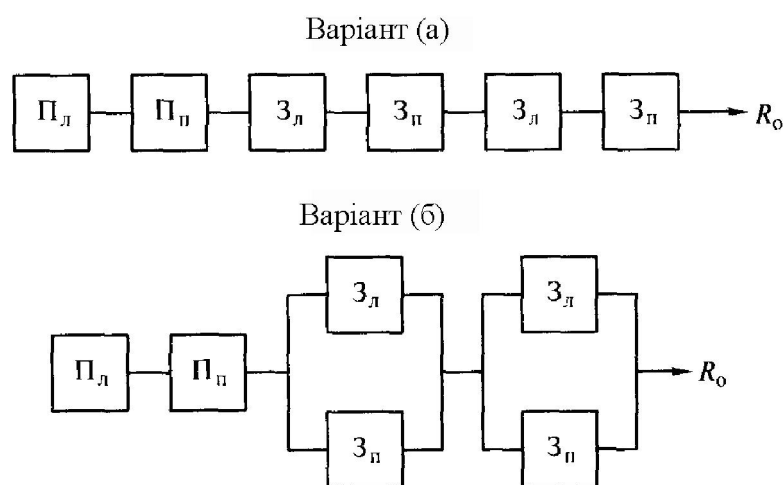 Варіант (а)
Пл Пп Зл Зп Зл Зп Rо
Варіант (б)
Зл Зл
Пл Пп Rо
Зп Зп